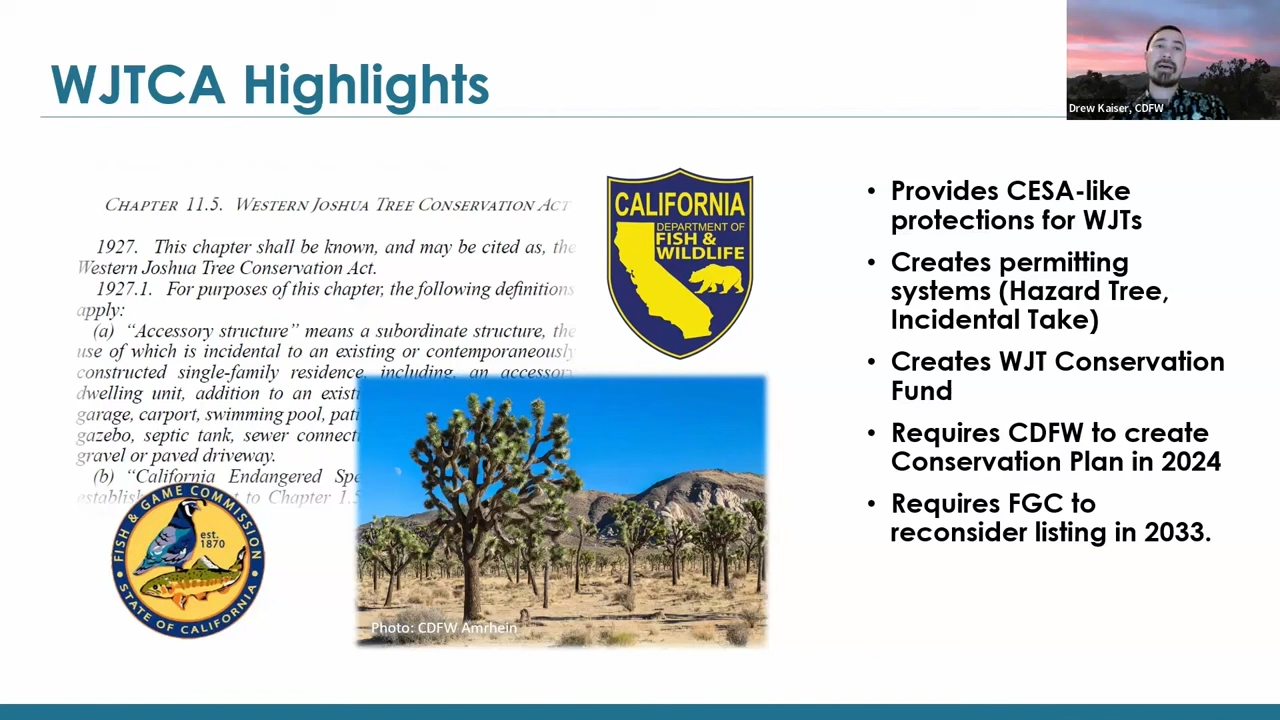 WJTCA Highlights
Drew Kaiser, CDFW
CHAPTER 11.5. WESTERN JOSHUA TREE CONSERVATION ACT
1927. This chapter shall be known, and may be cited as, the
Western Joshua Tree Conservation Act.
1927.1. For purposes of this chapter, the following definitions
apply:
(a) “Accessory structure” means a subordinate structure, the
use of which is incidental to an existing or contemporaneously
constructed single-family residence, including, an accessory
dwelling unit, addition to an existi
garage, carport, swimming pool, pati
gazebo, septic tank, sewer connecti
gravel or paved driveway.
(b) “California Endangered Spe
establis to Chapter 1.5
CALIFORNIA
DEPARTMENT OF
FISH &
WILDLIFE
FISH & GAME COMMISSION
est.
1870
STATE OF CALIFORNIA
Photo: CDFW Amrhein
• Provides CESA-like
protections for WJTs
• Creates permitting
systems (Hazard Tree,
Incidental Take)
• Creates WJT Conservation
Fund
• Requires CDFW to create
Conservation Plan in 2024
• Requires FGC to
reconsider listing in 2033.